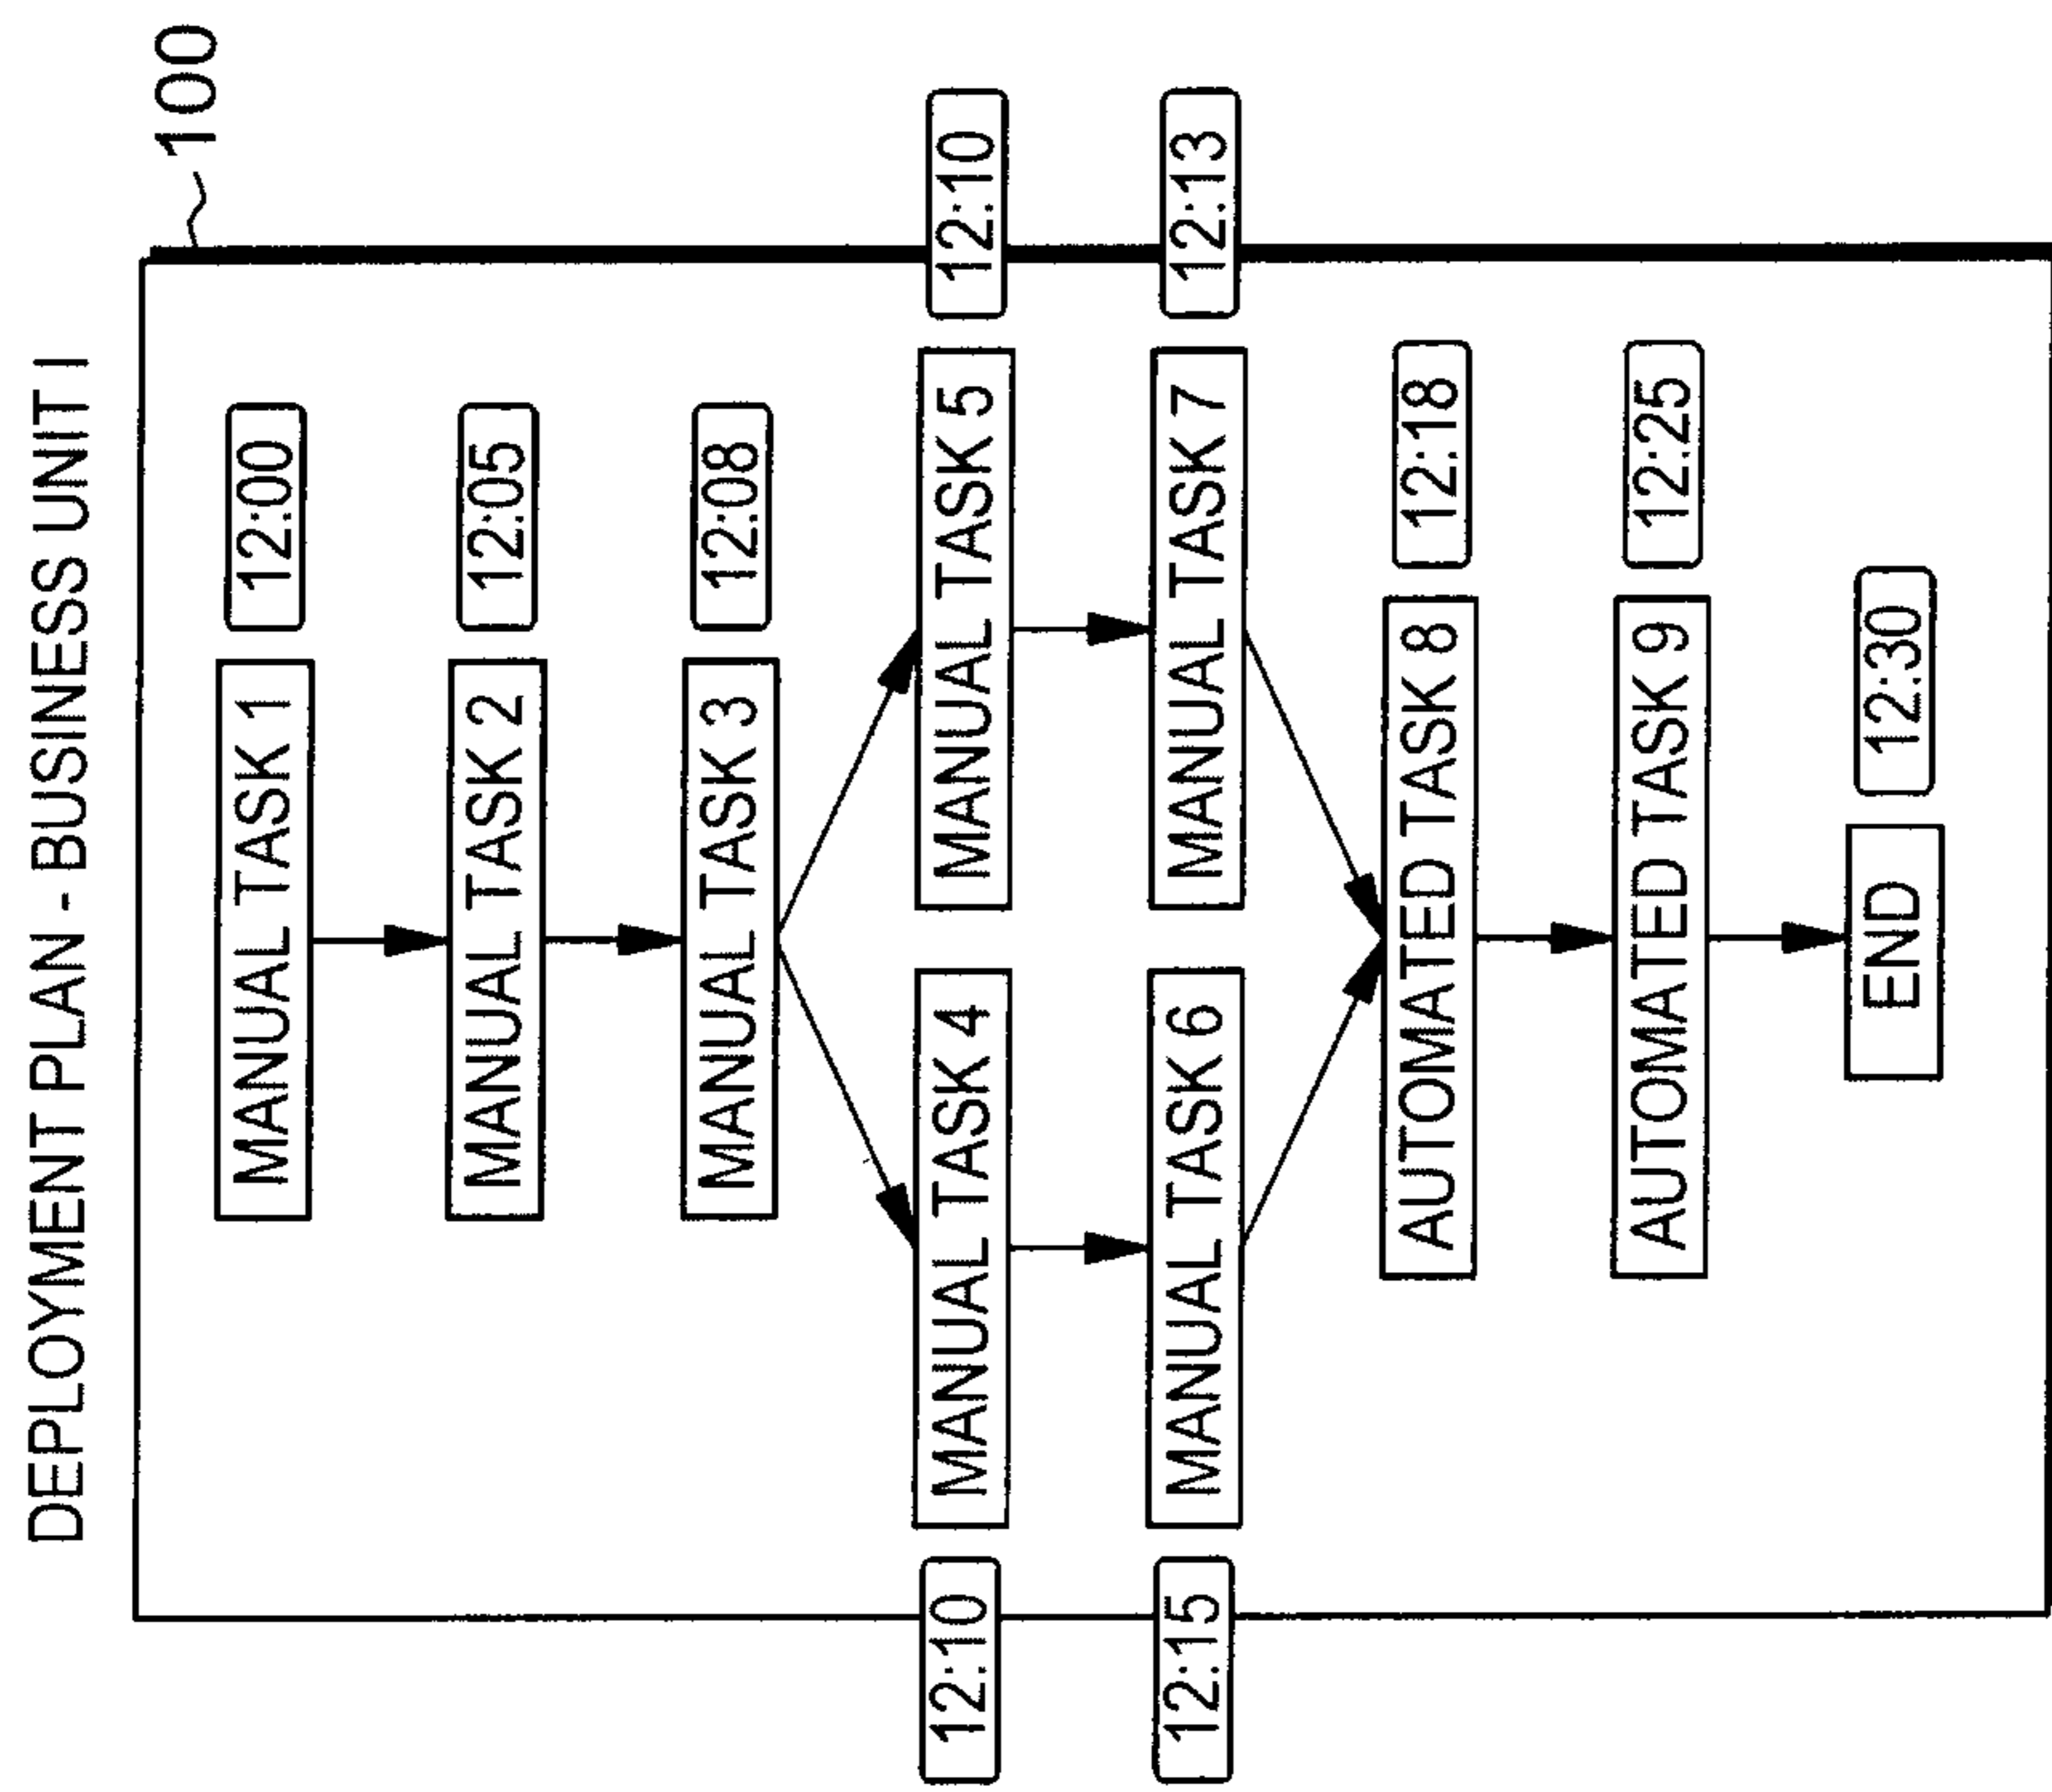 DEPLOYMENT PLAN - BUSINESS UNIT I
100
MANUAL TASK 1 12:00
MANUAL TASK 2 12:05
MANUAL TASK 3 12:08
12:10 MANUAL TASK 4 MANUAL TASK 5 12:10
12:15 MANUAL TASK 6 MANUAL TASK 7 12:13
AUTOMATED TASK 8 12:18
AUTOMATED TASK 9 12:25
END 12:30